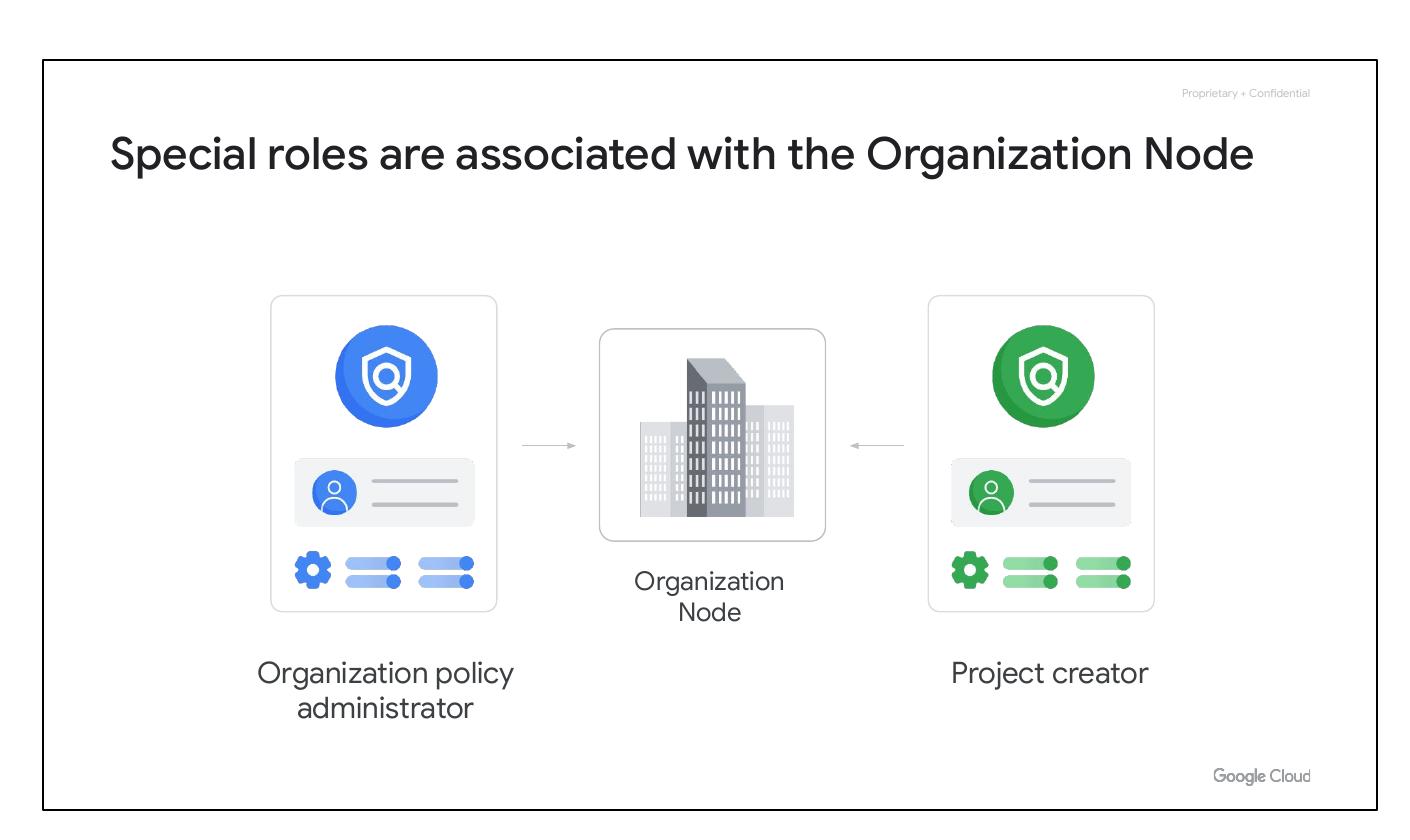 Proprietary + Confidential
Special roles are associated with the Organization Node
Organization
Node
Organization policy
administrator
Project creator
Google Cloud